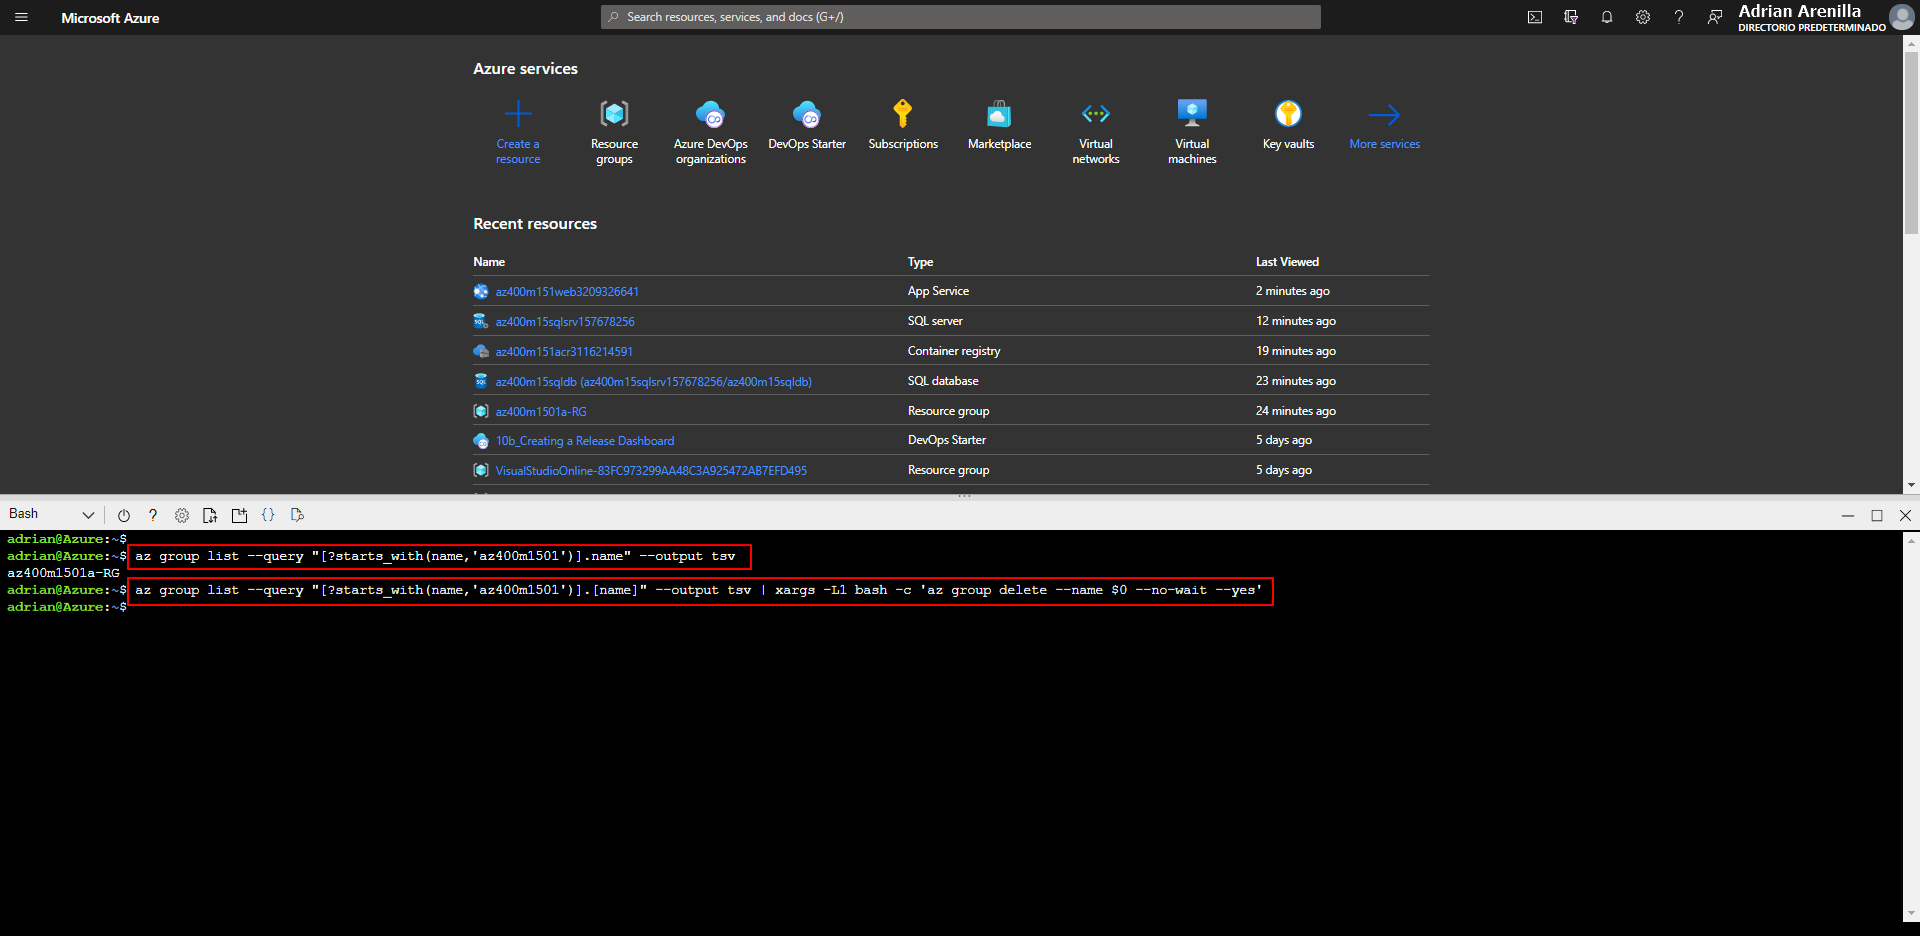 Microsoft Azure
Search resources, services, and docs (G+/)
Adrian Arenilla
DIRECTORIO PREDETERMINADO
Azure services
Create a
resource
Resource
groups
Azure DevOps
organizations
DevOps Starter
Subscriptions
Marketplace
Virtual
networks
Virtual
machines
Key vaults
More services
Recent resources
Name Type Last Viewed
az400m151web3209326641 App Service 2 minutes ago
az400m15sqlsrv157678256 SQL server 12 minutes ago
az400m151acr3116214591 Container registry 19 minutes ago
az400m15sqldb (az400m15sqlsrv157678256/az400m15sqldb) SQL database 23 minutes ago
az400m1501a-RG Resource group 24 minutes ago
10b_Creating a Release Dashboard DevOps Starter 5 days ago
VisualStudioOnline-83FC973299AA48C3A925472AB7EFD495 Resource group 5 days ago
Bash
adrian@Azure:~$
adrian@Azure:~$ az group list --query "[?starts_with(name,'az400m1501')].name" --output tsv
az400m1501a-RG
adrian@Azure:~$ az group list --query "[?starts_with(name,'az400m1501')].[name]" --output tsv | xargs -L1 bash -c 'az group delete --name $0 --no-wait --yes'
adrian@Azure:~$